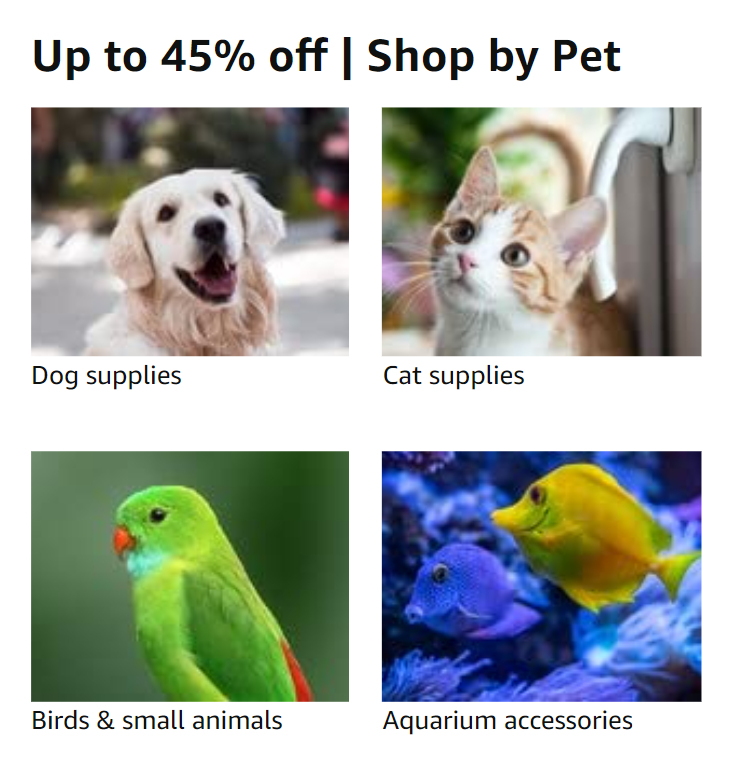 Up to 45% off | Shop by Pet
Dog supplies
Cat supplies
Birds & small animals
Aquarium accessories